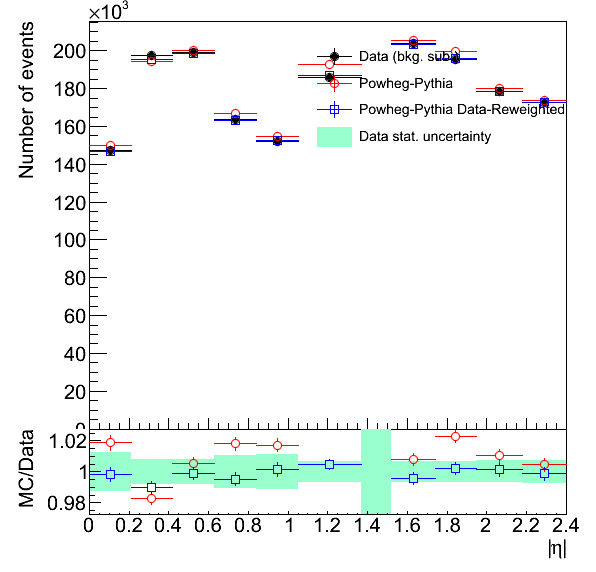 ×10³
Number of events
200
180
160
140
120
100
80
60
40
20
Data (bkg. sub.)
Powheg-Pythia
Powheg-Pythia Data-Reweighted
Data stat. uncertainty
MC/Data
1.02
1
0.98
0 0.2 0.4 0.6 0.8 1 1.2 1.4 1.6 1.8 2 2.2 2.4
|η|